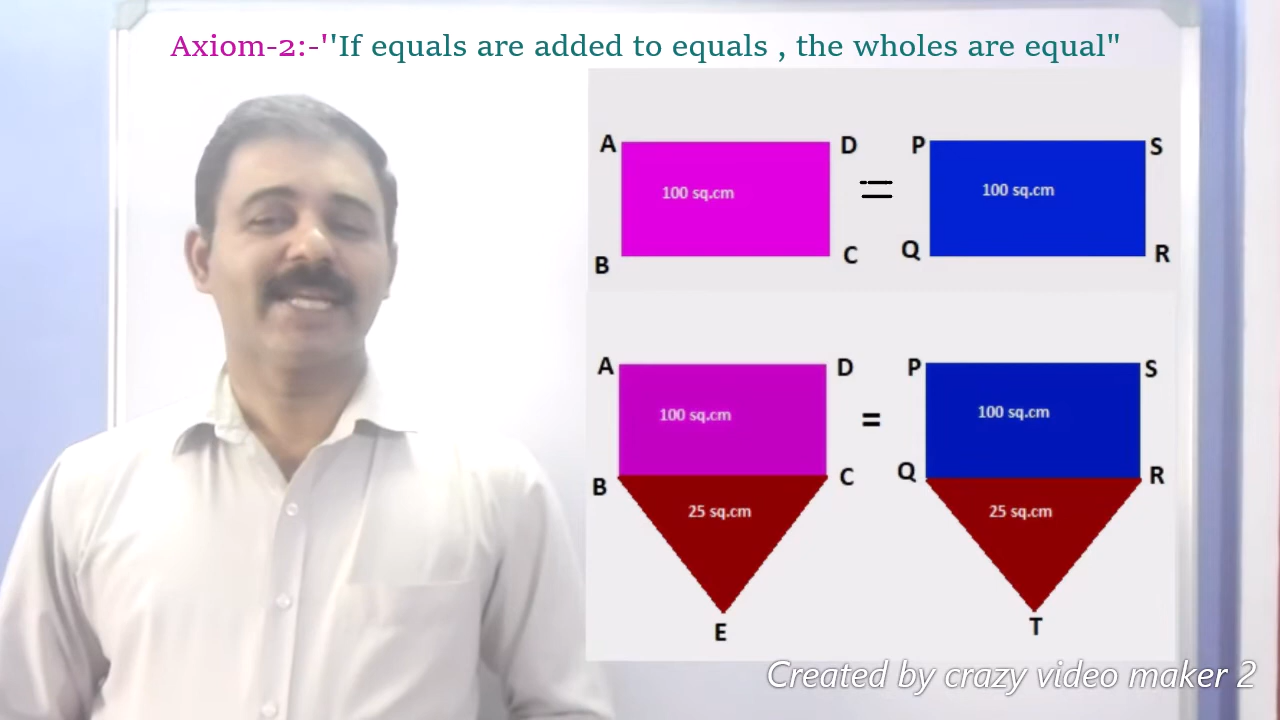 Axiom-2:-''If equals are added to equals , the wholes are equal"
A D P S
100 sq.cm = 100 sq.cm
B C Q R
A D P S
100 sq.cm = 100 sq.cm
B C Q R
25 sq.cm 25 sq.cm
E T
Created by crazy video maker 2